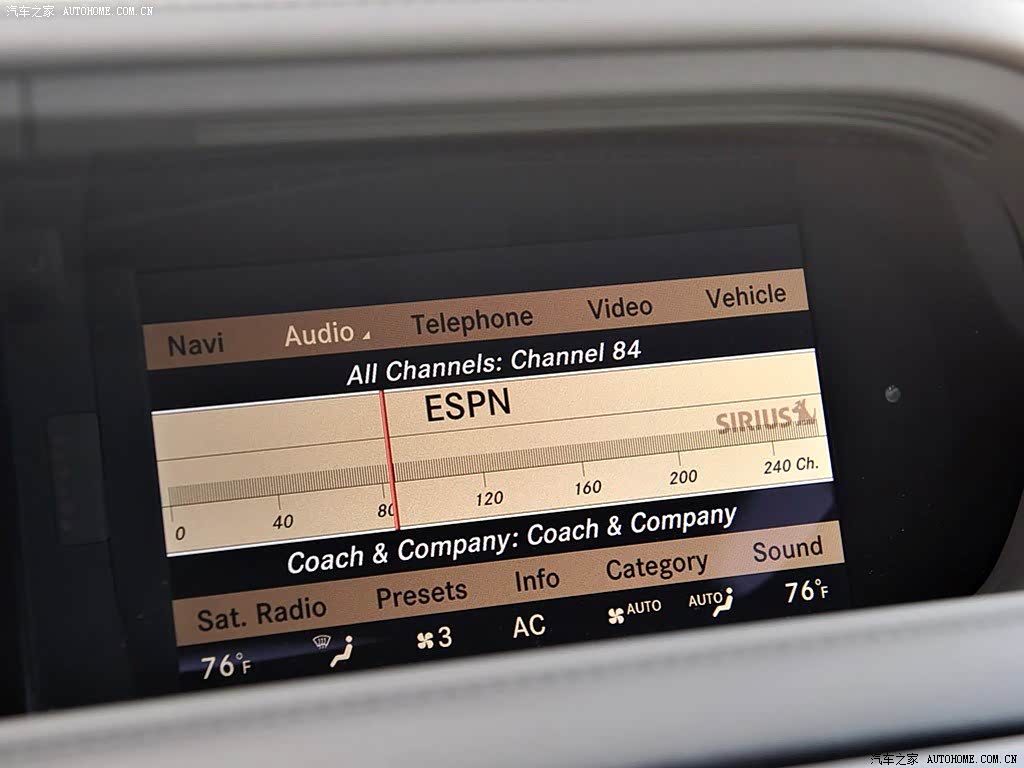 汽车之家 AUTOHOME.COM.CN
Navi Audio Telephone Video Vehicle
All Channels: Channel 84
ESPN
SIRIUS
0 40 80 120 160 200 240 Ch.
Coach & Company: Coach & Company
Sat. Radio Presets Info Category Sound
76°F 3 AC AUTO AUTO 76°F
汽车之家 AUTOHOME.COM.CN